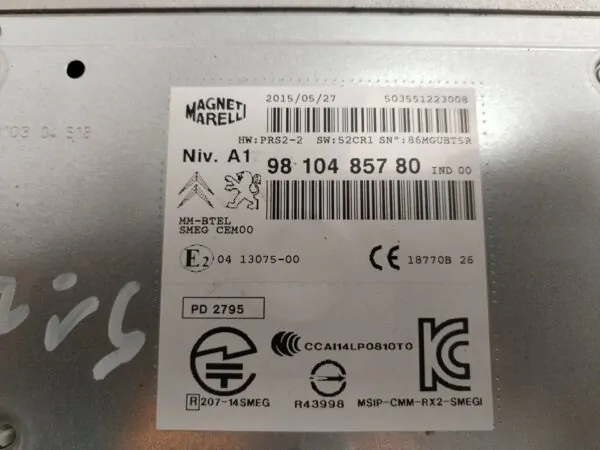 MAGNETI
MARELLI
2015/05/27 503551223008
HW:PRS2-2 SW:52CR1 SN°:86MGUBTSR
Niv. A1
98 104 857 80 IND 00
MM-BTEL
SMEG CEM00
E2 04 13075-00
CE 18770B 26
PD 2795
CCAI14LP0810T0
R 207-14SMEG
R43998
MSIP-CMM-RX2-SMEGI